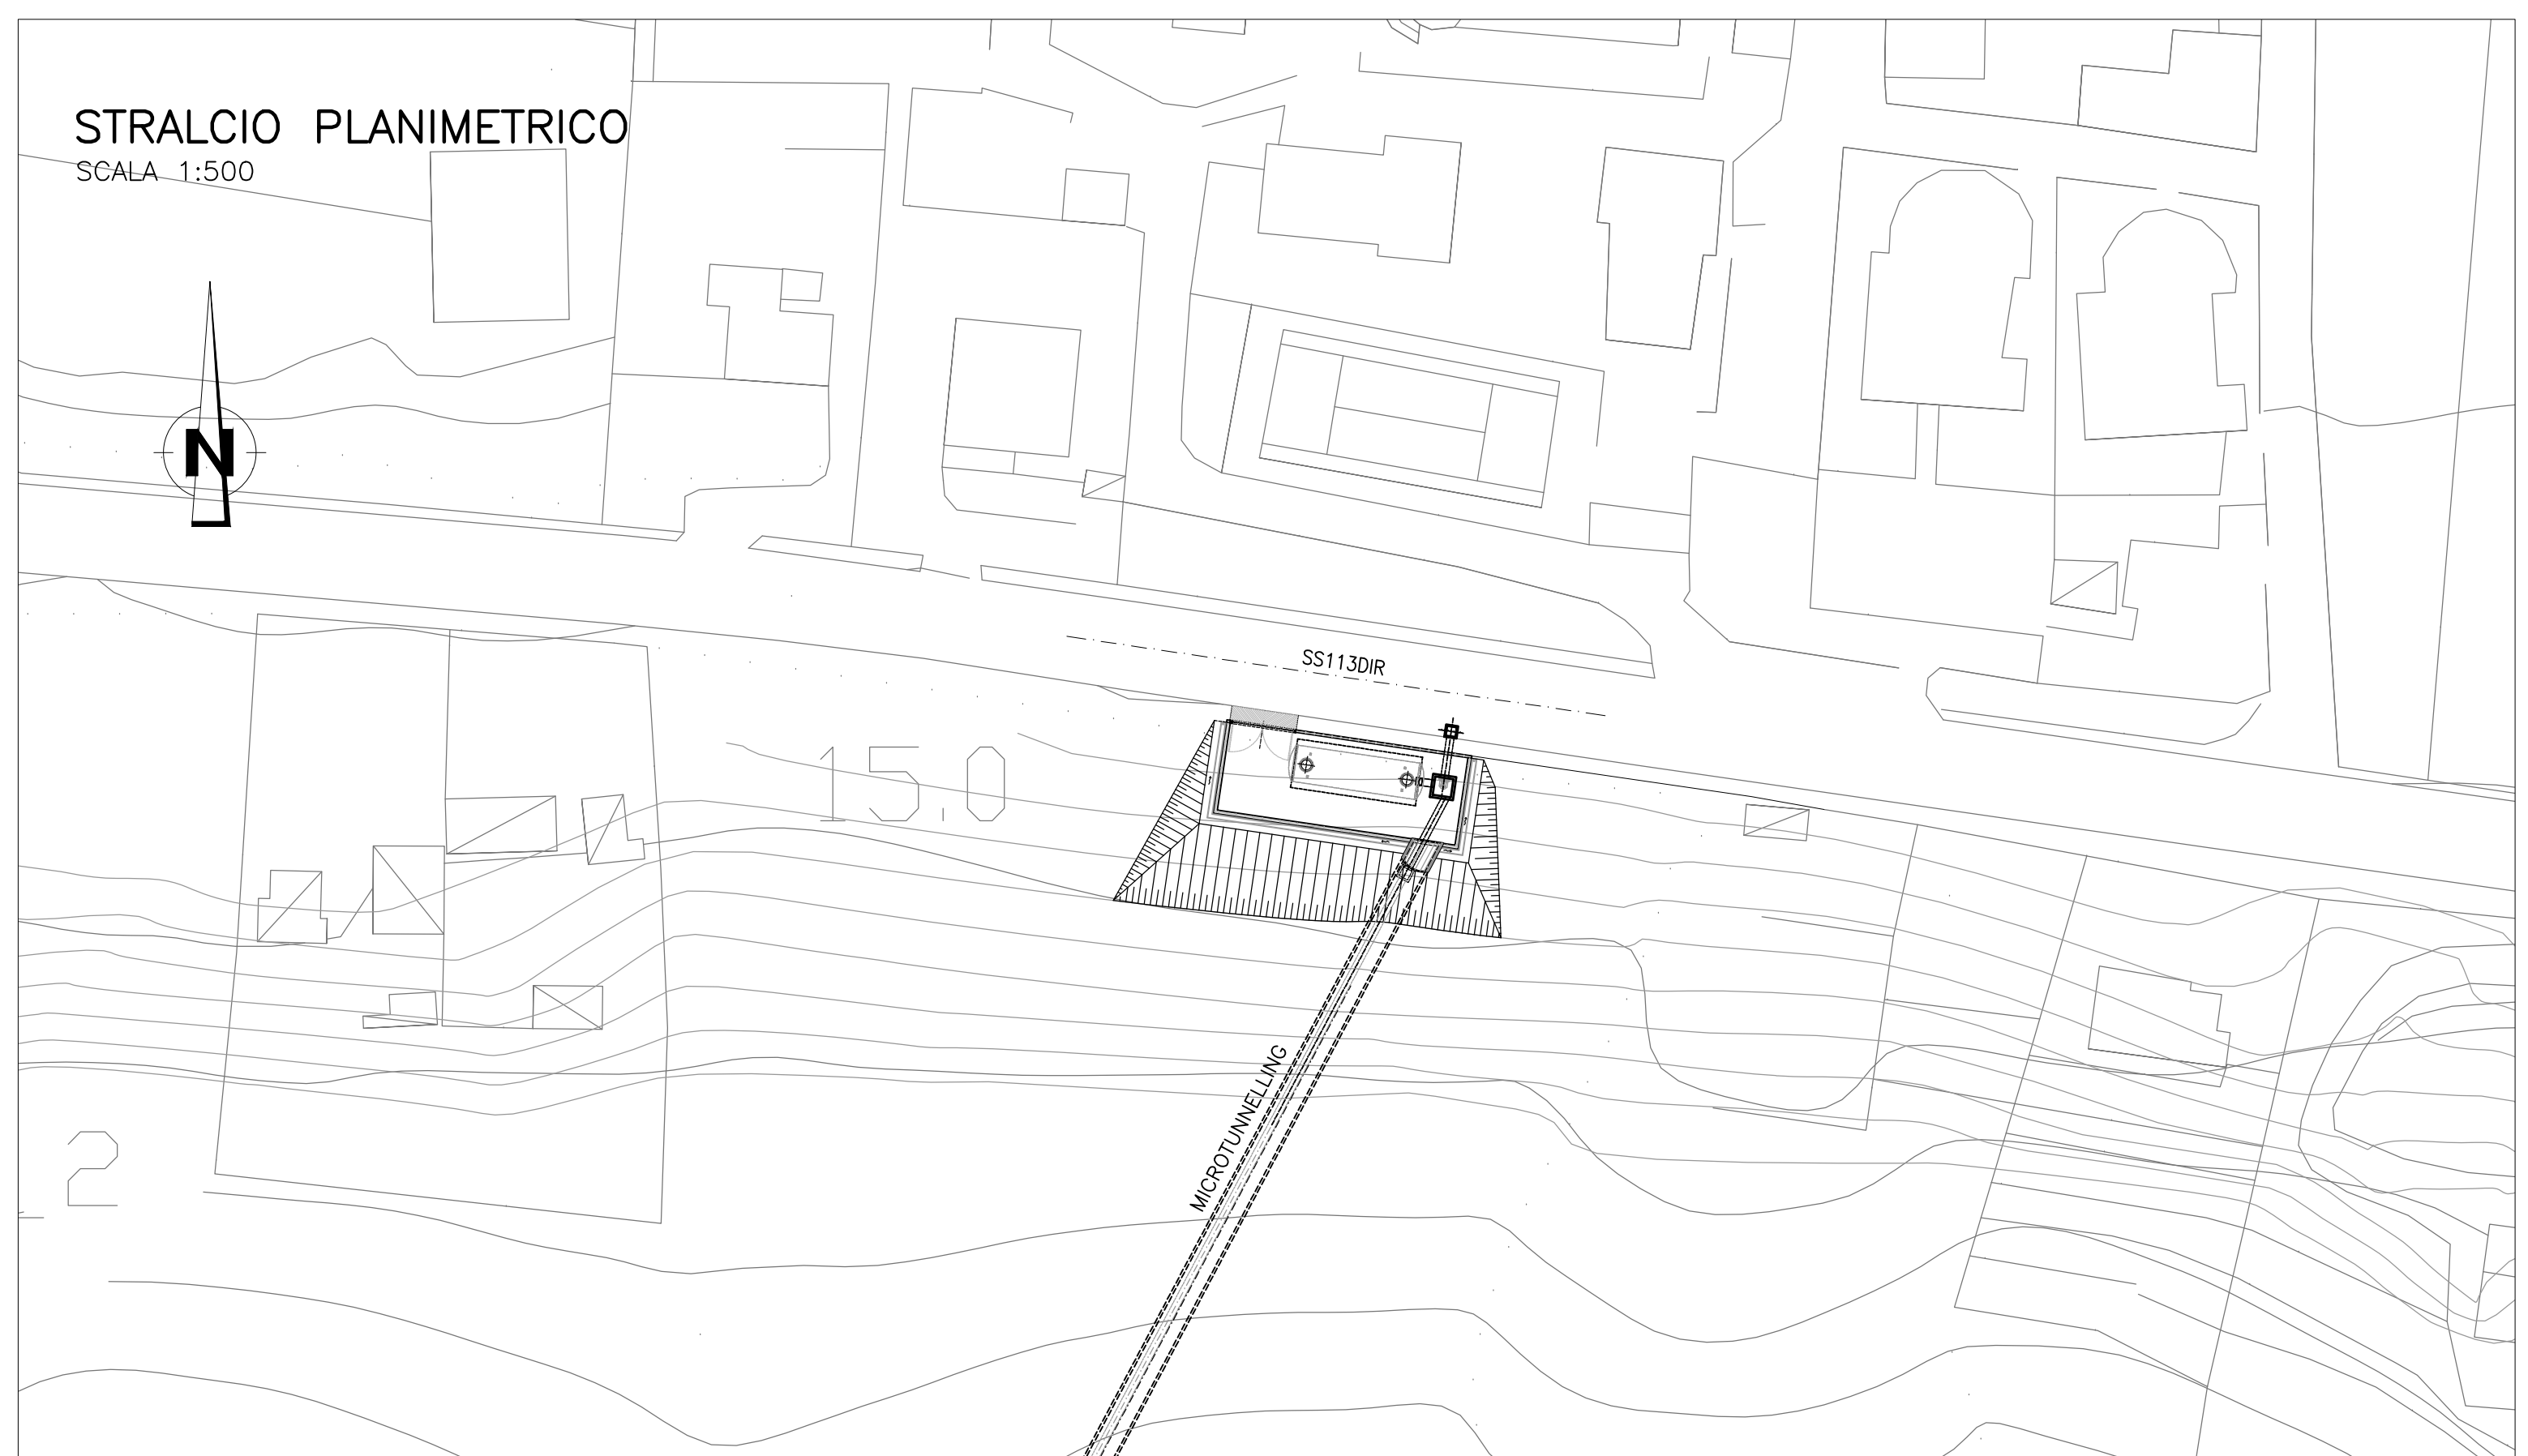 STRALCIO PLANIMETRICO
SCALA 1:500
N
SS113DIR
15.0
MICROTUNNELLING
2